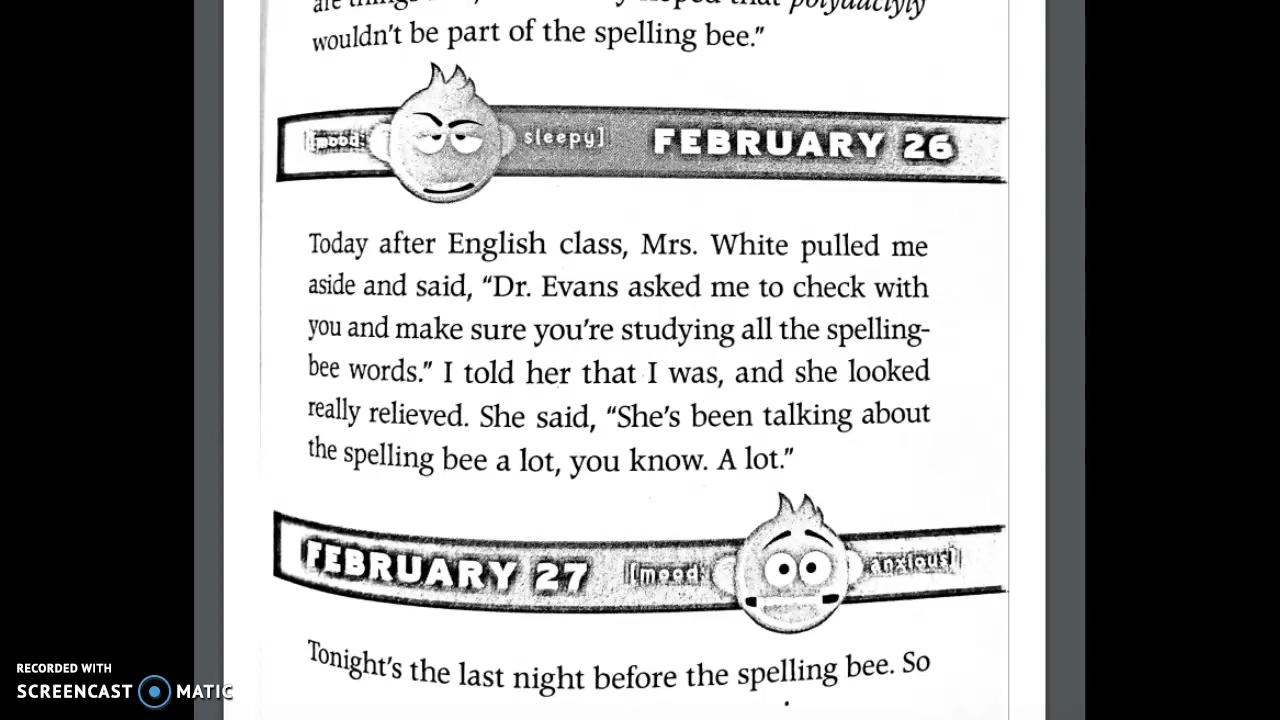 are things that polydactyly
wouldn't be part of the spelling bee."
[mood: sleepy] FEBRUARY 26
Today after English class, Mrs. White pulled me
aside and said, "Dr. Evans asked me to check with
you and make sure you're studying all the spelling-
bee words." I told her that I was, and she looked
really relieved. She said, "She's been talking about
the spelling bee a lot, you know. A lot."
FEBRUARY 27 [mood: anxious]
Tonight's the last night before the spelling bee. So
RECORDED WITH
SCREENCAST MATIC